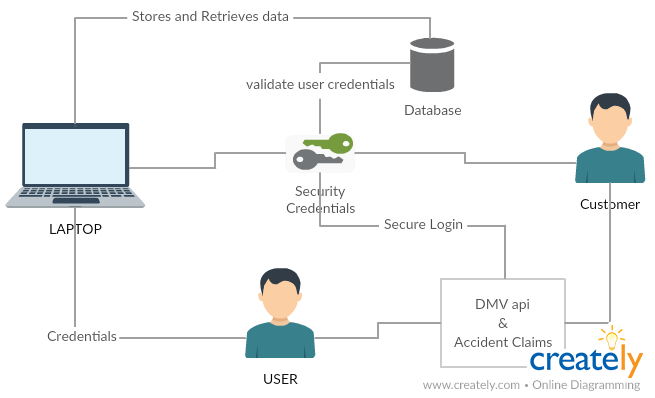 Stores and Retrieves data
validate user credentials
Database
Security
Credentials
Customer
LAPTOP
Secure Login
DMV api
&
Accident Claims
Credentials
USER
creately
www.creately.com • Online Diagramming